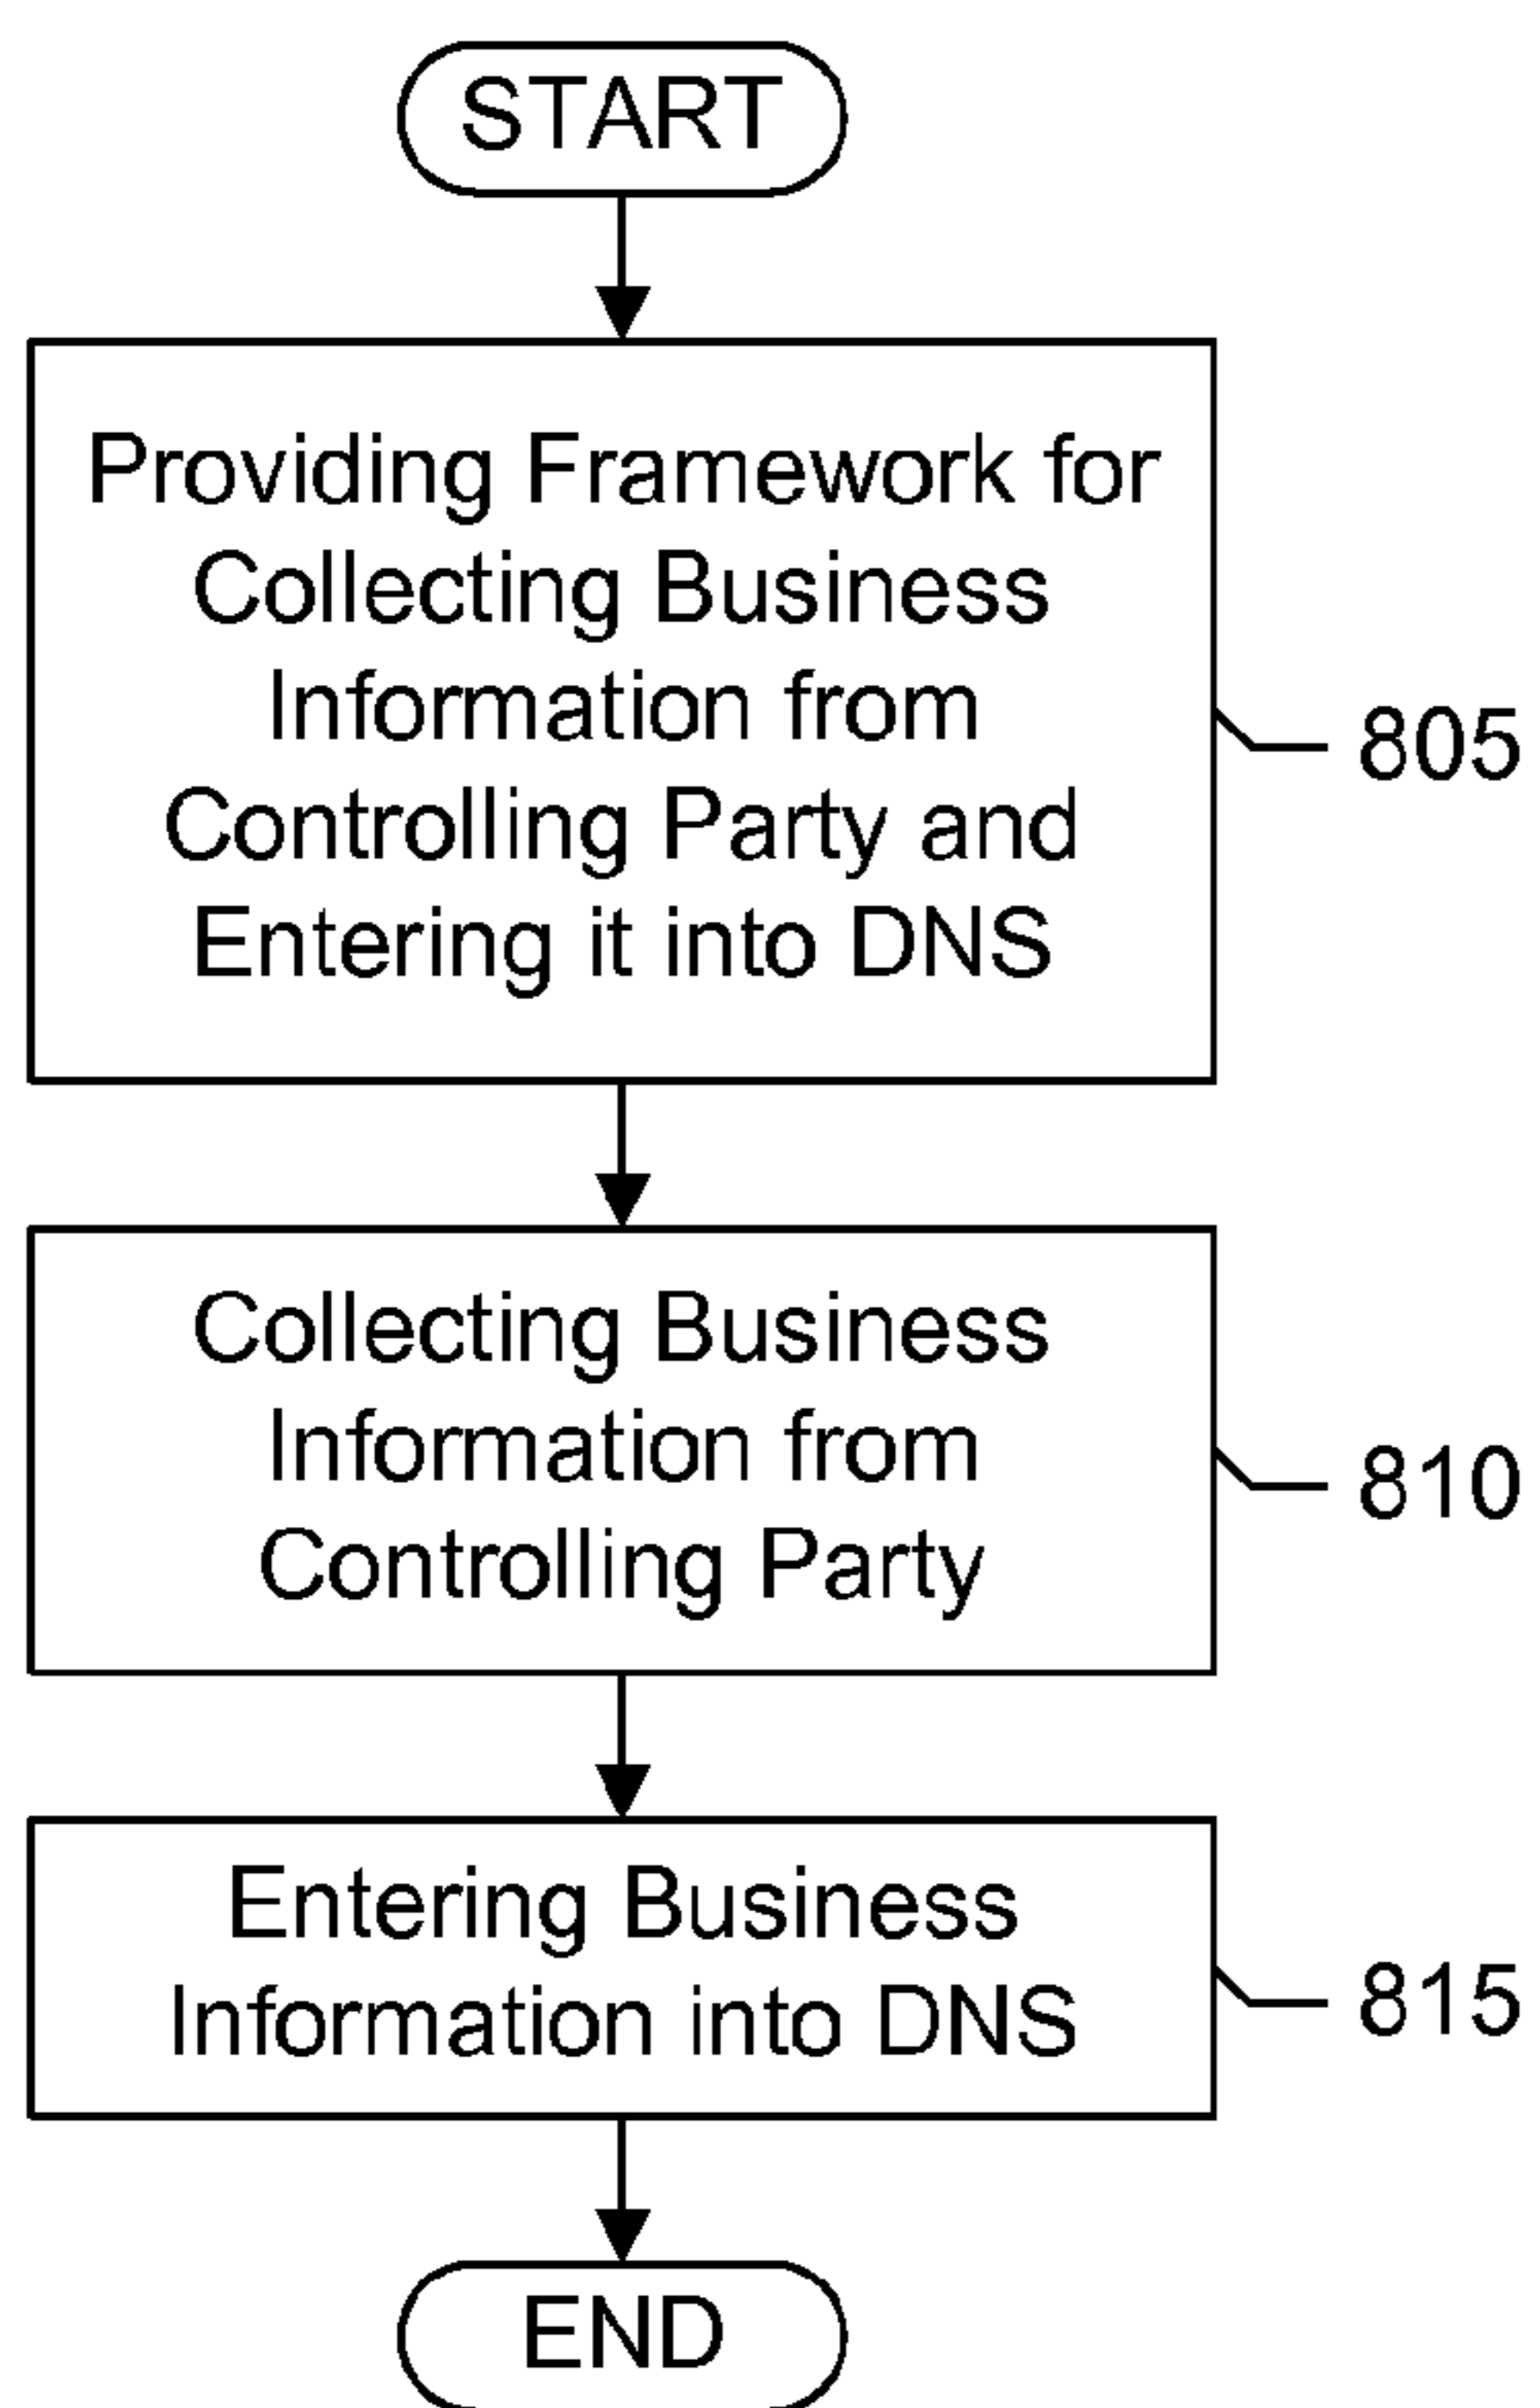 START
Providing Framework for
Collecting Business
Information from
Controlling Party and
Entering it into DNS
805
Collecting Business
Information from
Controlling Party
810
Entering Business
Information into DNS
815
END